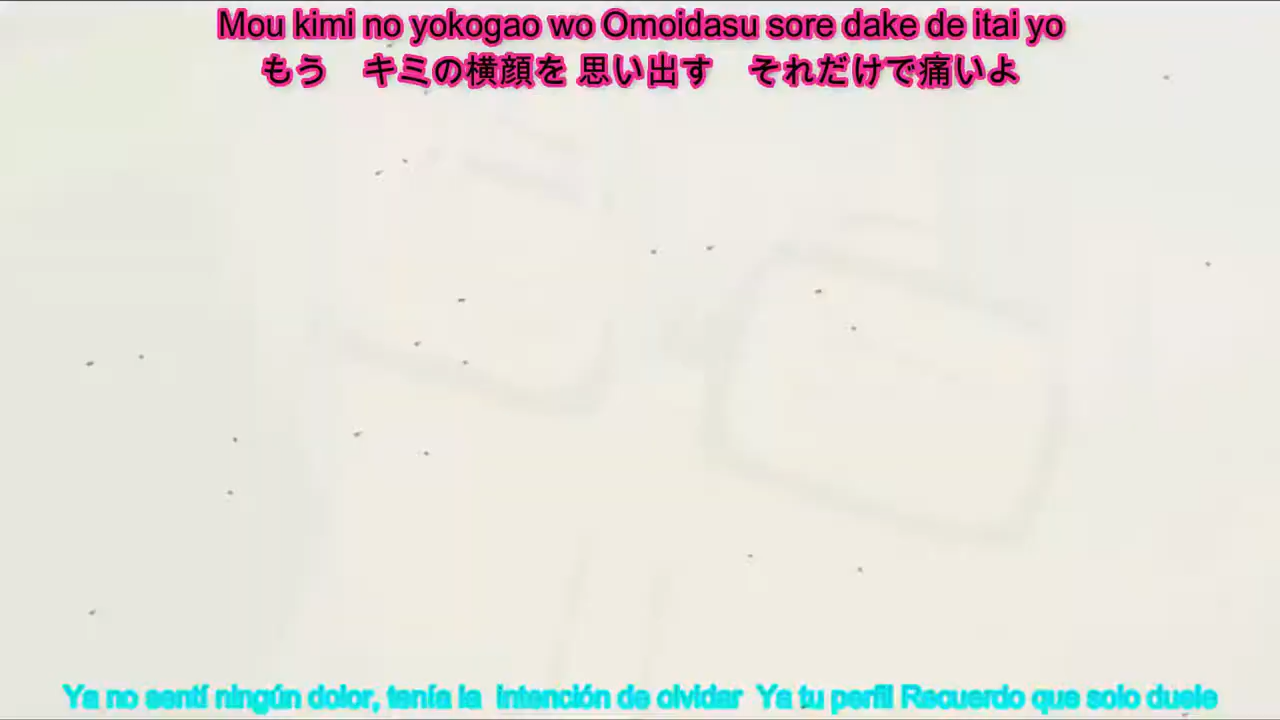 Mou kimi no yokogao wo Omoidasu sore dake de itai yo
もう　キミの横顔を 思い出す　それだけで痛いよ
Ya no sentí ningún dolor, tenía la  intención de olvidar  Ya tu perfil Recuerdo que solo duele